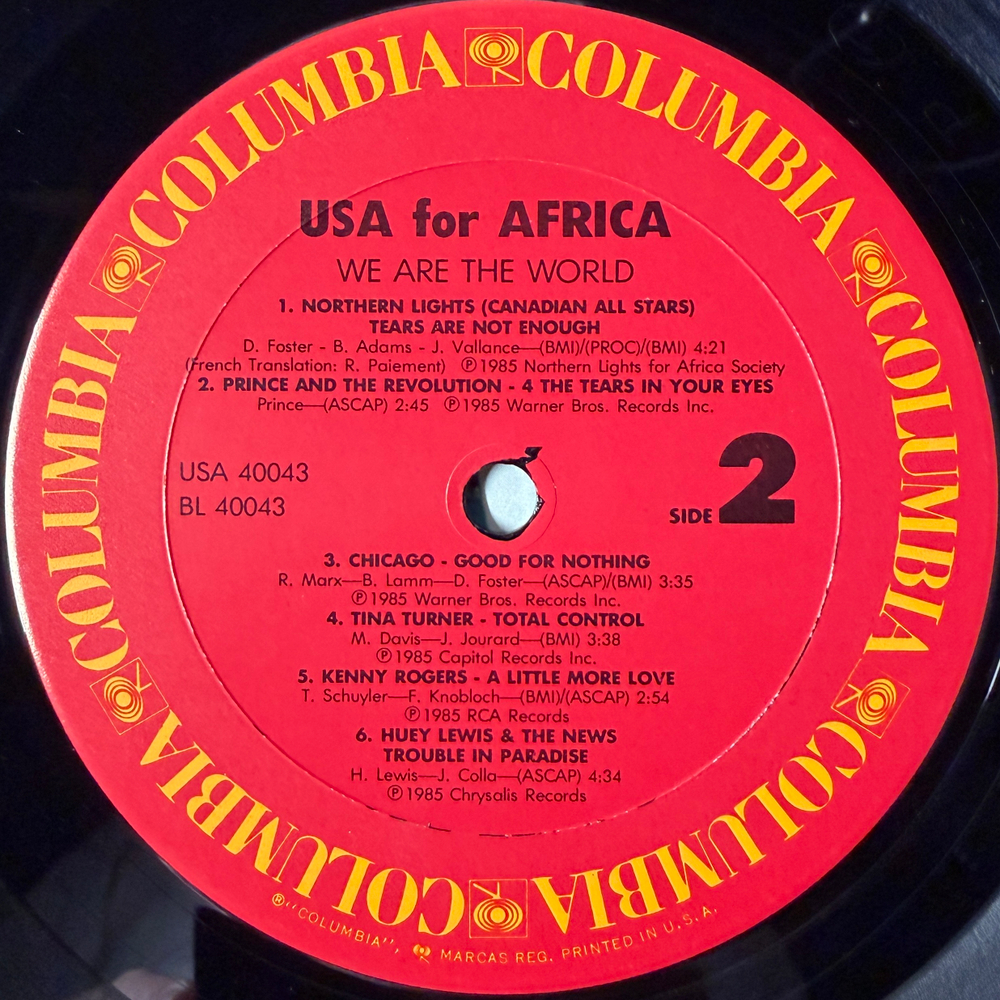 COLUMBIA COLUMBIA COLUMBIA COLUMBIA COLUMBIA COLUMBIA COLUMBIA COLUMBIA
USA for AFRICA
WE ARE THE WORLD
1. NORTHERN LIGHTS (CANADIAN ALL STARS)
TEARS ARE NOT ENOUGH
D. Foster - B. Adams - J. Vallance—(BMI)/(PROC)/(BMI) 4:21
(French Translation: R. Paiement) ℗1985 Northern Lights for Africa Society
2. PRINCE AND THE REVOLUTION - 4 THE TEARS IN YOUR EYES
Prince—(ASCAP) 2:45 ℗1985 Warner Bros. Records Inc.
USA 40043
BL 40043
SIDE 2
3. CHICAGO - GOOD FOR NOTHING
R. Marx—B. Lamm—D. Foster—(ASCAP)/(BMI) 3:35
℗1985 Warner Bros. Records Inc.
4. TINA TURNER - TOTAL CONTROL
M. Davis—J. Jourard—(BMI) 3:38
℗1985 Capitol Records Inc.
5. KENNY ROGERS - A LITTLE MORE LOVE
T. Schuyler—F. Knobloch—(BMI)/(ASCAP) 2:54
℗1985 RCA Records
6. HUEY LEWIS & THE NEWS
TROUBLE IN PARADISE
H. Lewis—J. Colla—(ASCAP) 4:34
℗1985 Chrysalis Records
®"COLUMBIA", MARCAS REG. PRINTED IN U.S.A.